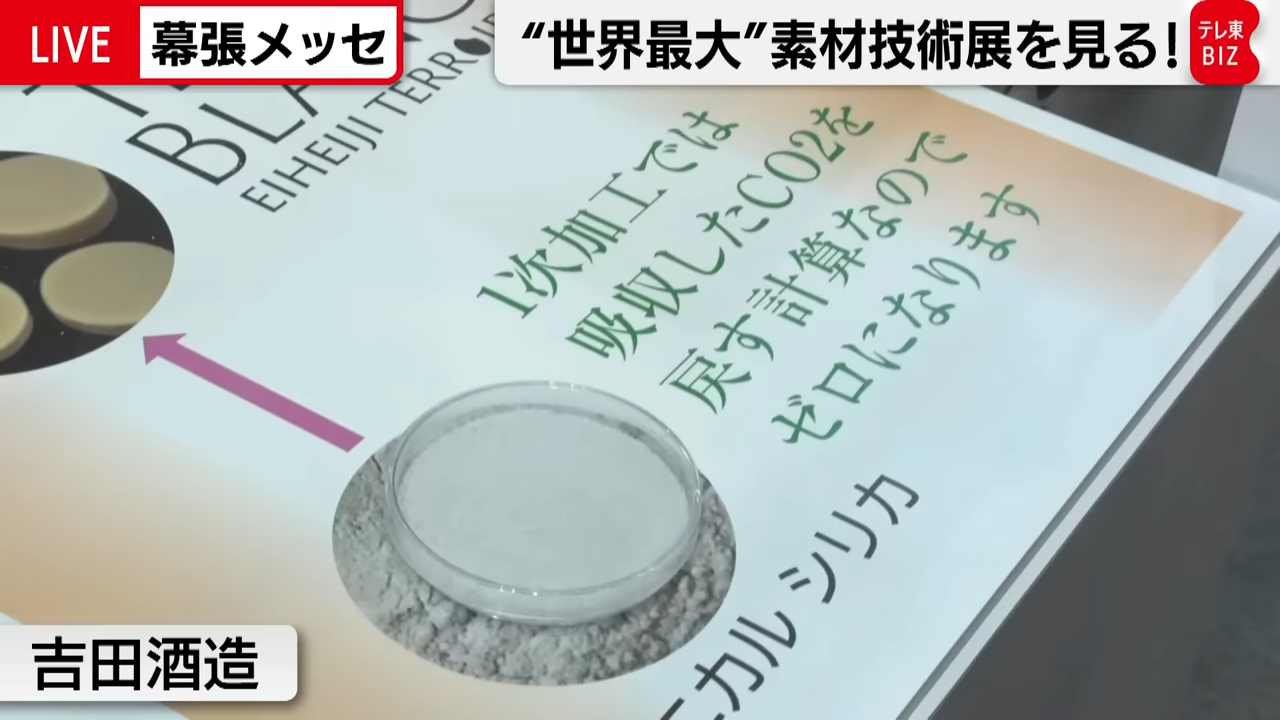 LIVE
幕張メッセ
“世界最大”素材技術展を見る！
テレ東
BIZ
EIHEIJI TERROIR
1次加工では
吸収したCO2を
戻す計算なので
ゼロになります
カル シリカ
吉田酒造